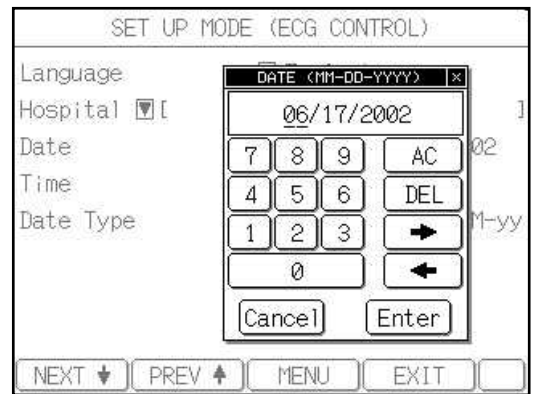 SET UP MODE (ECG CONTROL)
Language
DATE (MM-DD-YYYY) ×
Hospital ▼[ ]
06/17/2002
Date 02
7 8 9 AC
Time
4 5 6 DEL
Date Type M-yy
1 2 3 →
0 ←
Cancel Enter
NEXT ↓ PREV ↑ MENU EXIT